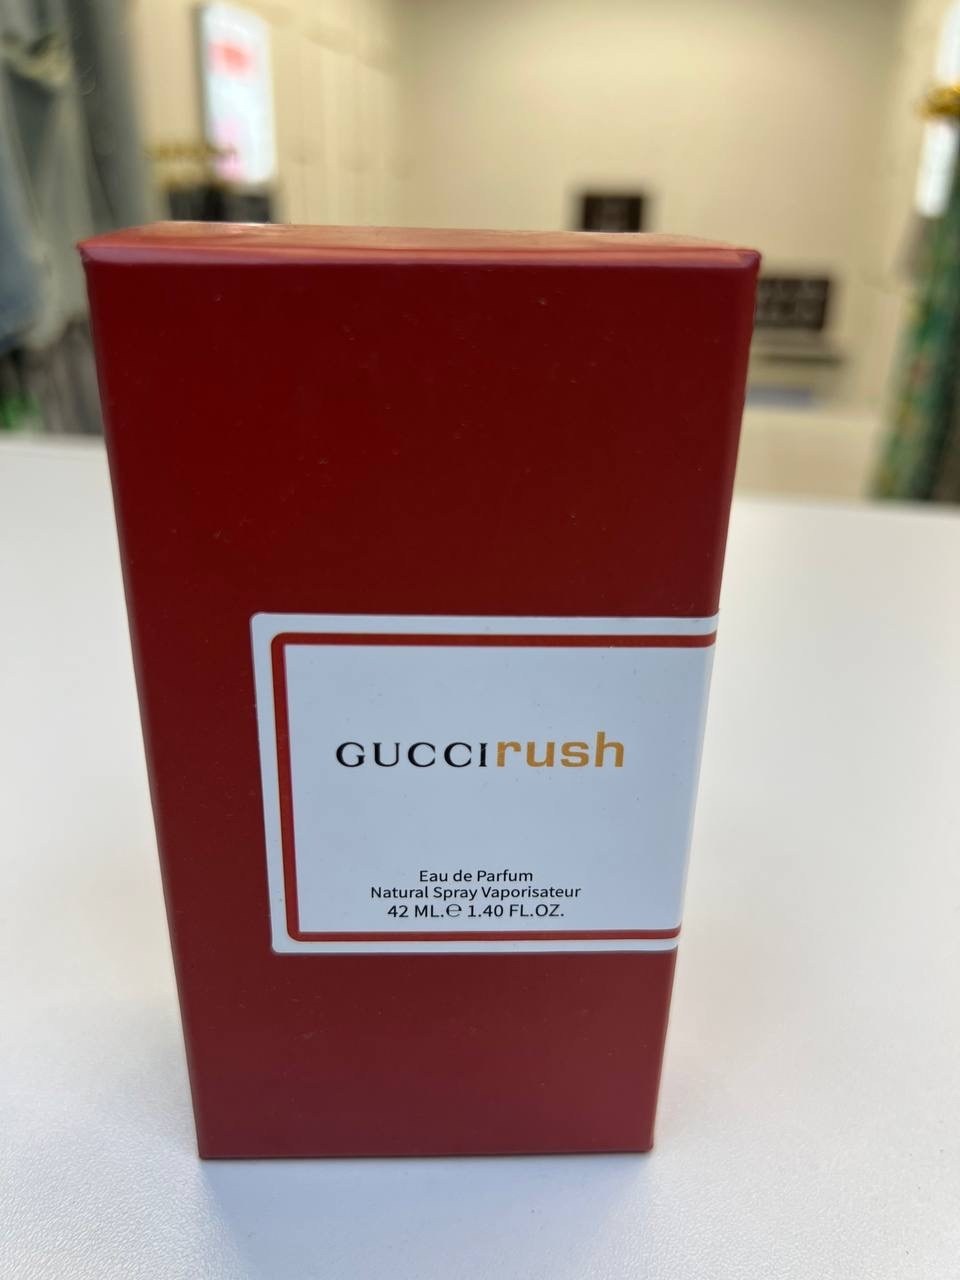 GUCCIrush
Eau de Parfum
Natural Spray Vaporisateur
42 ML.℮ 1.40 FL.OZ.